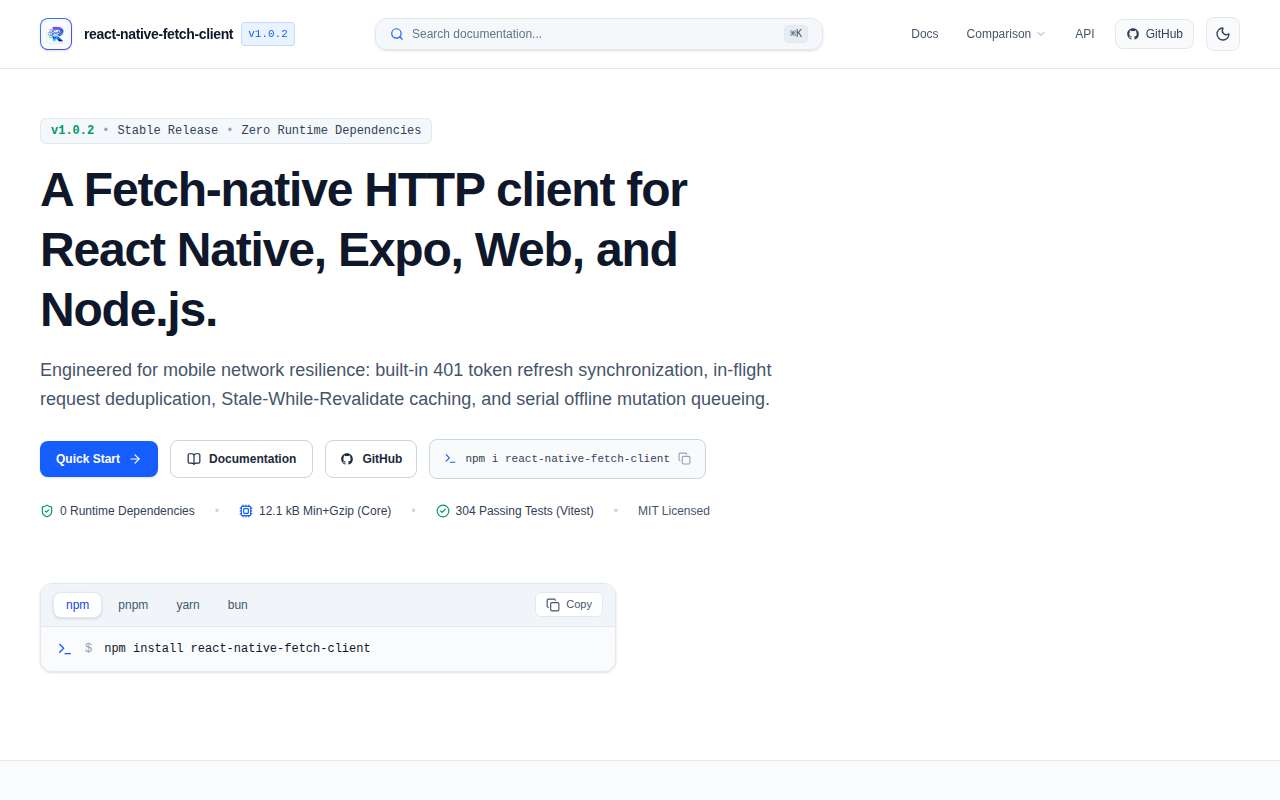 react-native-fetch-client v1.0.2 Search documentation... ⌘K Docs Comparison API GitHub
v1.0.2 • Stable Release • Zero Runtime Dependencies
A Fetch-native HTTP client for
React Native, Expo, Web, and
Node.js.
Engineered for mobile network resilience: built-in 401 token refresh synchronization, in-flight
request deduplication, Stale-While-Revalidate caching, and serial offline mutation queueing.
Quick Start Documentation GitHub npm i react-native-fetch-client
0 Runtime Dependencies • 12.1 kB Min+Gzip (Core) • 304 Passing Tests (Vitest) • MIT Licensed
npm pnpm yarn bun Copy
$ npm install react-native-fetch-client